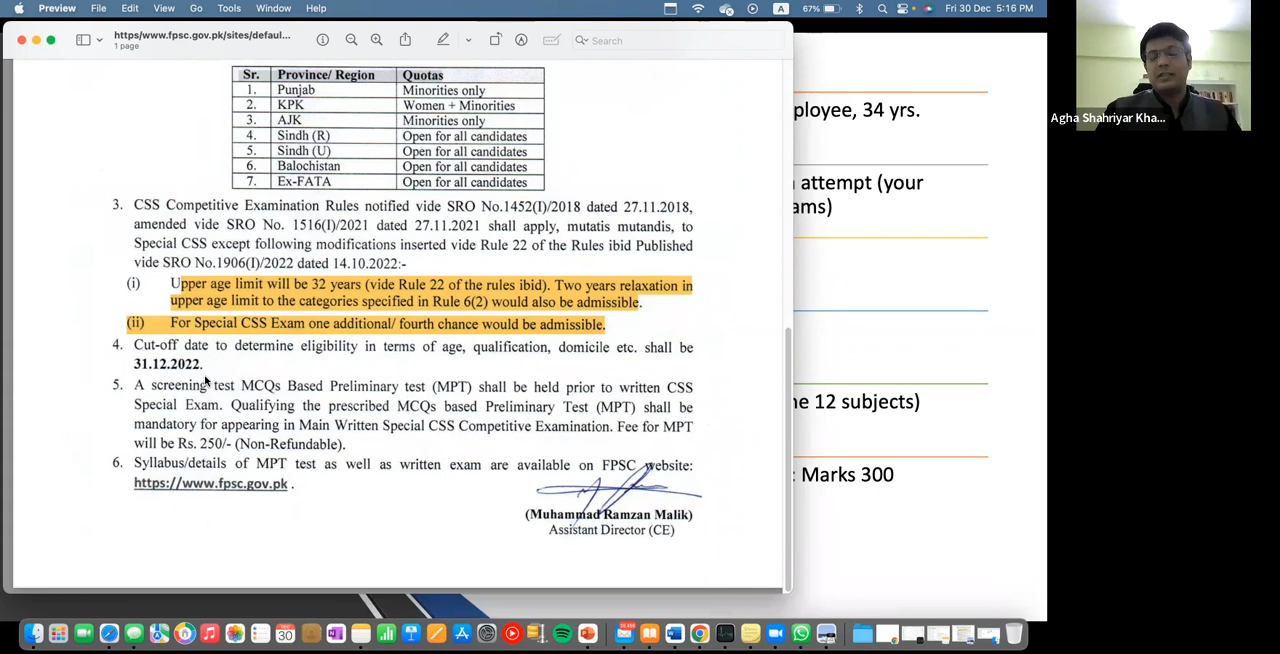 Preview File Edit View Go Tools Window Help
A 67% Fri 30 Dec 5:16 PM
https/www.fpsc.gov.pk/sites/defaul...
1 page
Search
Sr. Province/ Region Quotas
1. Punjab Minorities only
2. KPK Women + Minorities
3. AJK Minorities only
4. Sindh (R) Open for all candidates
5. Sindh (U) Open for all candidates
6. Balochistan Open for all candidates
7. Ex-FATA Open for all candidates
3. CSS Competitive Examination Rules notified vide SRO No.1452(I)/2018 dated 27.11.2018,
amended vide SRO No. 1516(I)/2021 dated 27.11.2021 shall apply, mutatis mutandis, to
Special CSS except following modifications inserted vide Rule 22 of the Rules ibid Published
vide SRO No.1906(I)/2022 dated 14.10.2022:-
(i) Upper age limit will be 32 years (vide Rule 22 of the rules ibid). Two years relaxation in
upper age limit to the categories specified in Rule 6(2) would also be admissible.
(ii) For Special CSS Exam one additional/ fourth chance would be admissible.
4. Cut-off date to determine eligibility in terms of age, qualification, domicile etc. shall be
31.12.2022.
5. A screening test MCQs Based Preliminary test (MPT) shall be held prior to written CSS
Special Exam. Qualifying the prescribed MCQs based Preliminary Test (MPT) shall be
mandatory for appearing in Main Written Special CSS Competitive Examination. Fee for MPT
will be Rs. 250/- (Non-Refundable).
6. Syllabus/details of MPT test as well as written exam are available on FPSC website:
https://www.fpsc.gov.pk .
(Muhammad Ramzan Malik)
Assistant Director (CE)
ployee, 34 yrs.
attempt (your
ams)
ne 12 subjects)
: Marks 300
Agha Shahriyar Kha...
DEC
30